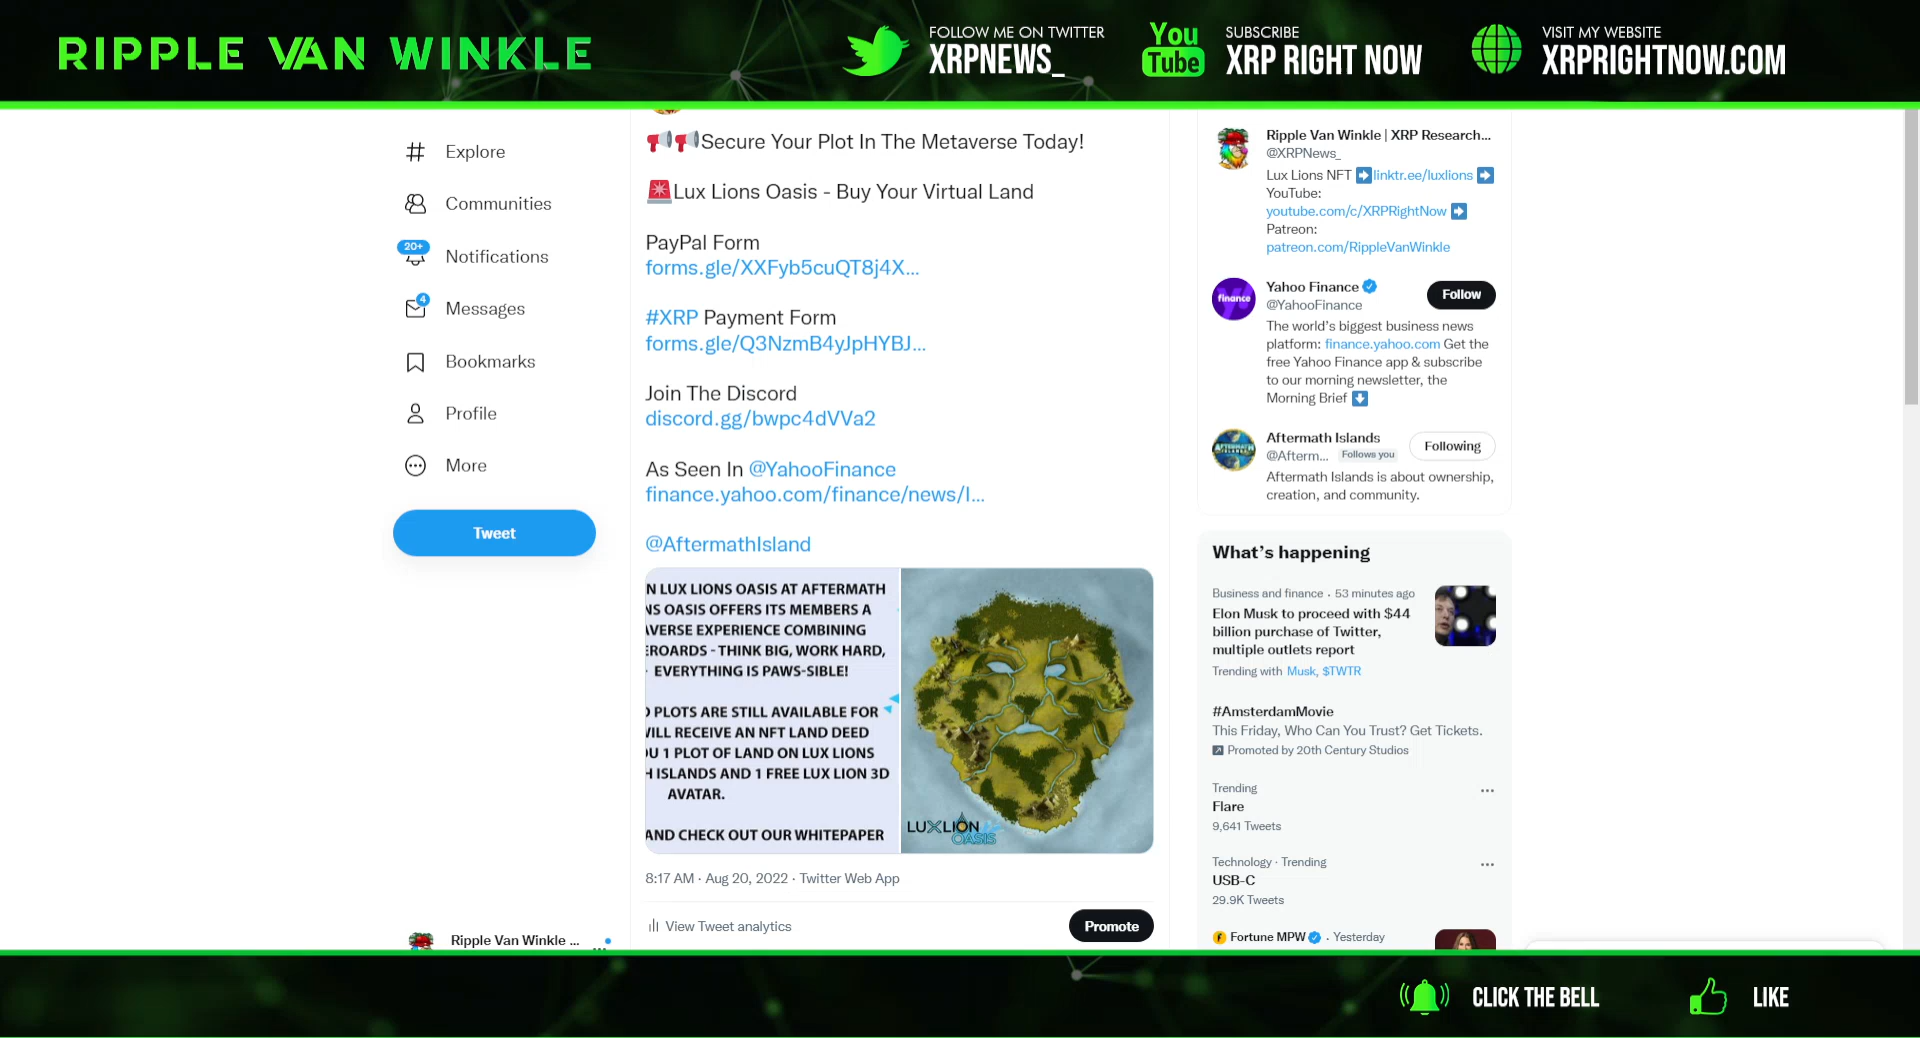 RIPPLE VAN WINKLE
FOLLOW ME ON TWITTER
XRPNEWS_
You
Tube
SUBSCRIBE
XRP RIGHT NOW
VISIT MY WEBSITE
XRPRIGHTNOW.COM
Explore
Communities
20+
Notifications
4
Messages
Bookmarks
Profile
More
Tweet
Ripple Van Winkle ...
Secure Your Plot In The Metaverse Today!
Lux Lions Oasis - Buy Your Virtual Land
PayPal Form
forms.gle/XXFyb5cuQT8j4X...
#XRP Payment Form
forms.gle/Q3NzmB4yJpHYBJ...
Join The Discord
discord.gg/bwpc4dVVa2
As Seen In @YahooFinance
finance.yahoo.com/finance/news/l...
@AftermathIsland
N LUX LIONS OASIS AT AFTERMATH
NS OASIS OFFERS ITS MEMBERS A
AVERSE EXPERIENCE COMBINING
EROARDS - THINK BIG, WORK HARD,
EVERYTHING IS PAWS-SIBLE!
PLOTS ARE STILL AVAILABLE FOR
WILL RECEIVE AN NFT LAND DEED
OU 1 PLOT OF LAND ON LUX LIONS
H ISLANDS AND 1 FREE LUX LION 3D
AVATAR.
AND CHECK OUT OUR WHITEPAPER
LUXLION
OASIS
8:17 AM · Aug 20, 2022 · Twitter Web App
View Tweet analytics
Promote
Ripple Van Winkle | XRP Research...
@XRPNews_
Lux Lions NFT linktr.ee/luxlions
YouTube:
youtube.com/c/XRPRightNow
Patreon:
patreon.com/RippleVanWinkle
finance
Yahoo Finance
@YahooFinance
Follow
The world's biggest business news
platform: finance.yahoo.com Get the
free Yahoo Finance app & subscribe
to our morning newsletter, the
Morning Brief
AFTERMATH
ISLANDS
Aftermath Islands
@Afterm... Follows you
Following
Aftermath Islands is about ownership,
creation, and community.
What's happening
Business and finance · 53 minutes ago
Elon Musk to proceed with $44
billion purchase of Twitter,
multiple outlets report
Trending with Musk, $TWTR
#AmsterdamMovie
This Friday, Who Can You Trust? Get Tickets.
Promoted by 20th Century Studios
Trending
Flare
9,641 Tweets
Technology · Trending
USB-C
29.9K Tweets
Fortune MPW · Yesterday
CLICK THE BELL
LIKE